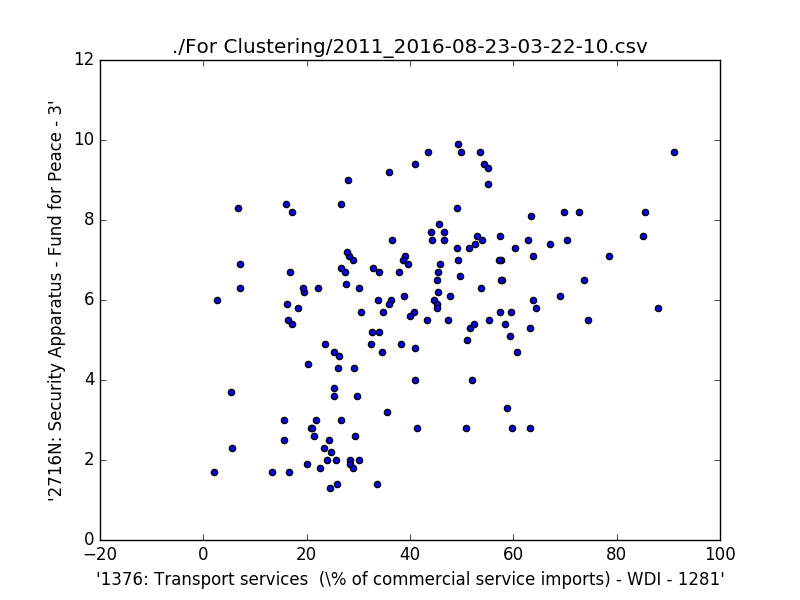 ./For Clustering/2011_2016-08-23-03-22-10.csv
12
10
8
6
4
2
0
'2716N: Security Apparatus - Fund for Peace - 3'
−20 0 20 40 60 80 100
'1376: Transport services  (\% of commercial service imports) - WDI - 1281'